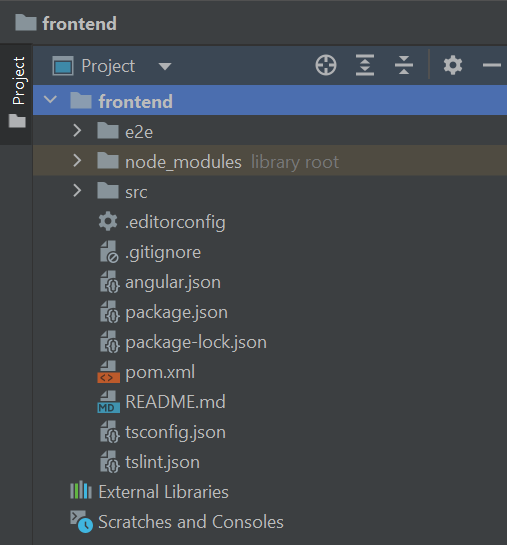 frontend
Project
Project
frontend
e2e
node_modules library root
src
.editorconfig
.gitignore
angular.json
package.json
package-lock.json
pom.xml
MD README.md
tsconfig.json
tslint.json
External Libraries
Scratches and Consoles